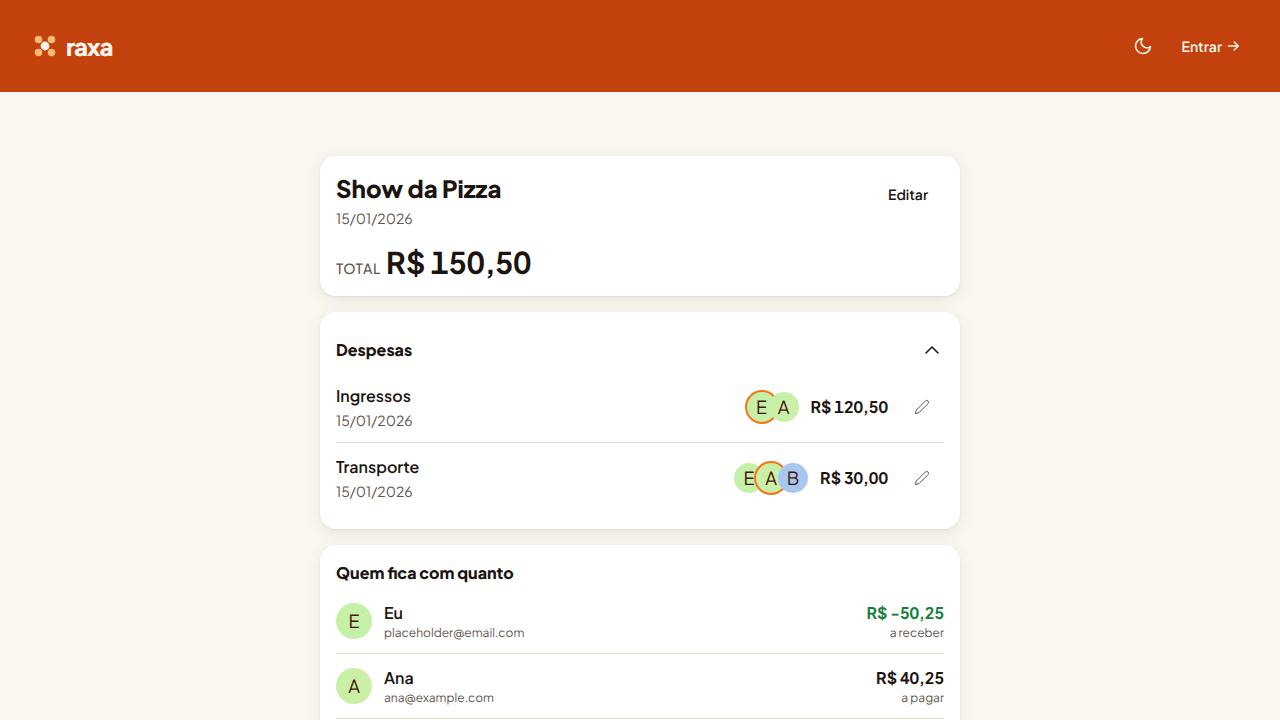 raxa
Entrar →
Show da Pizza
Editar
15/01/2026
TOTAL R$ 150,50
Despesas
Ingressos
15/01/2026
E A R$ 120,50
Transporte
15/01/2026
E A B R$ 30,00
Quem fica com quanto
E
Eu
placeholder@email.com
R$ -50,25
a receber
A
Ana
ana@example.com
R$ 40,25
a pagar